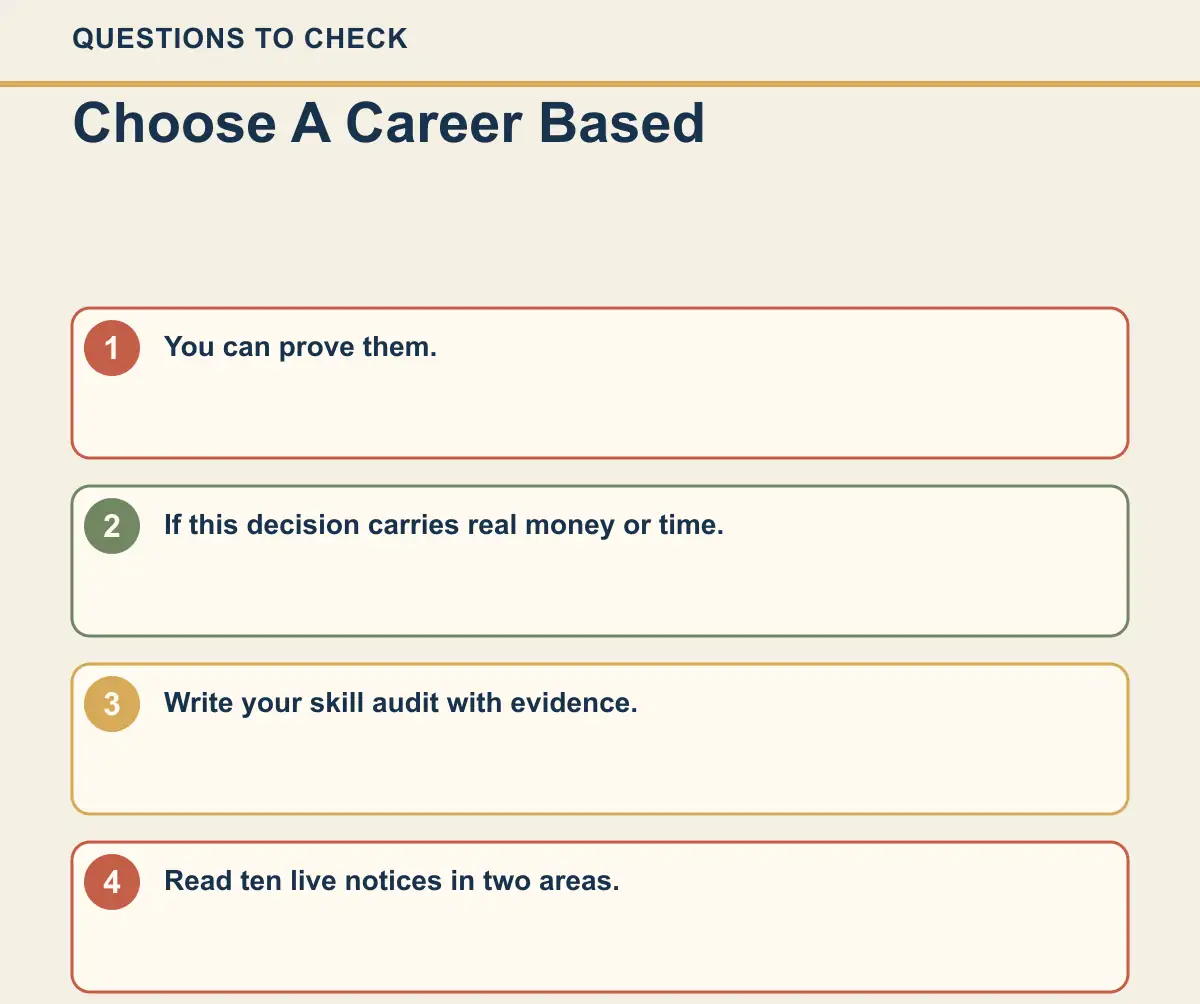 QUESTIONS TO CHECK
Choose A Career Based
1 You can prove them.
2 If this decision carries real money or time.
3 Write your skill audit with evidence.
4 Read ten live notices in two areas.